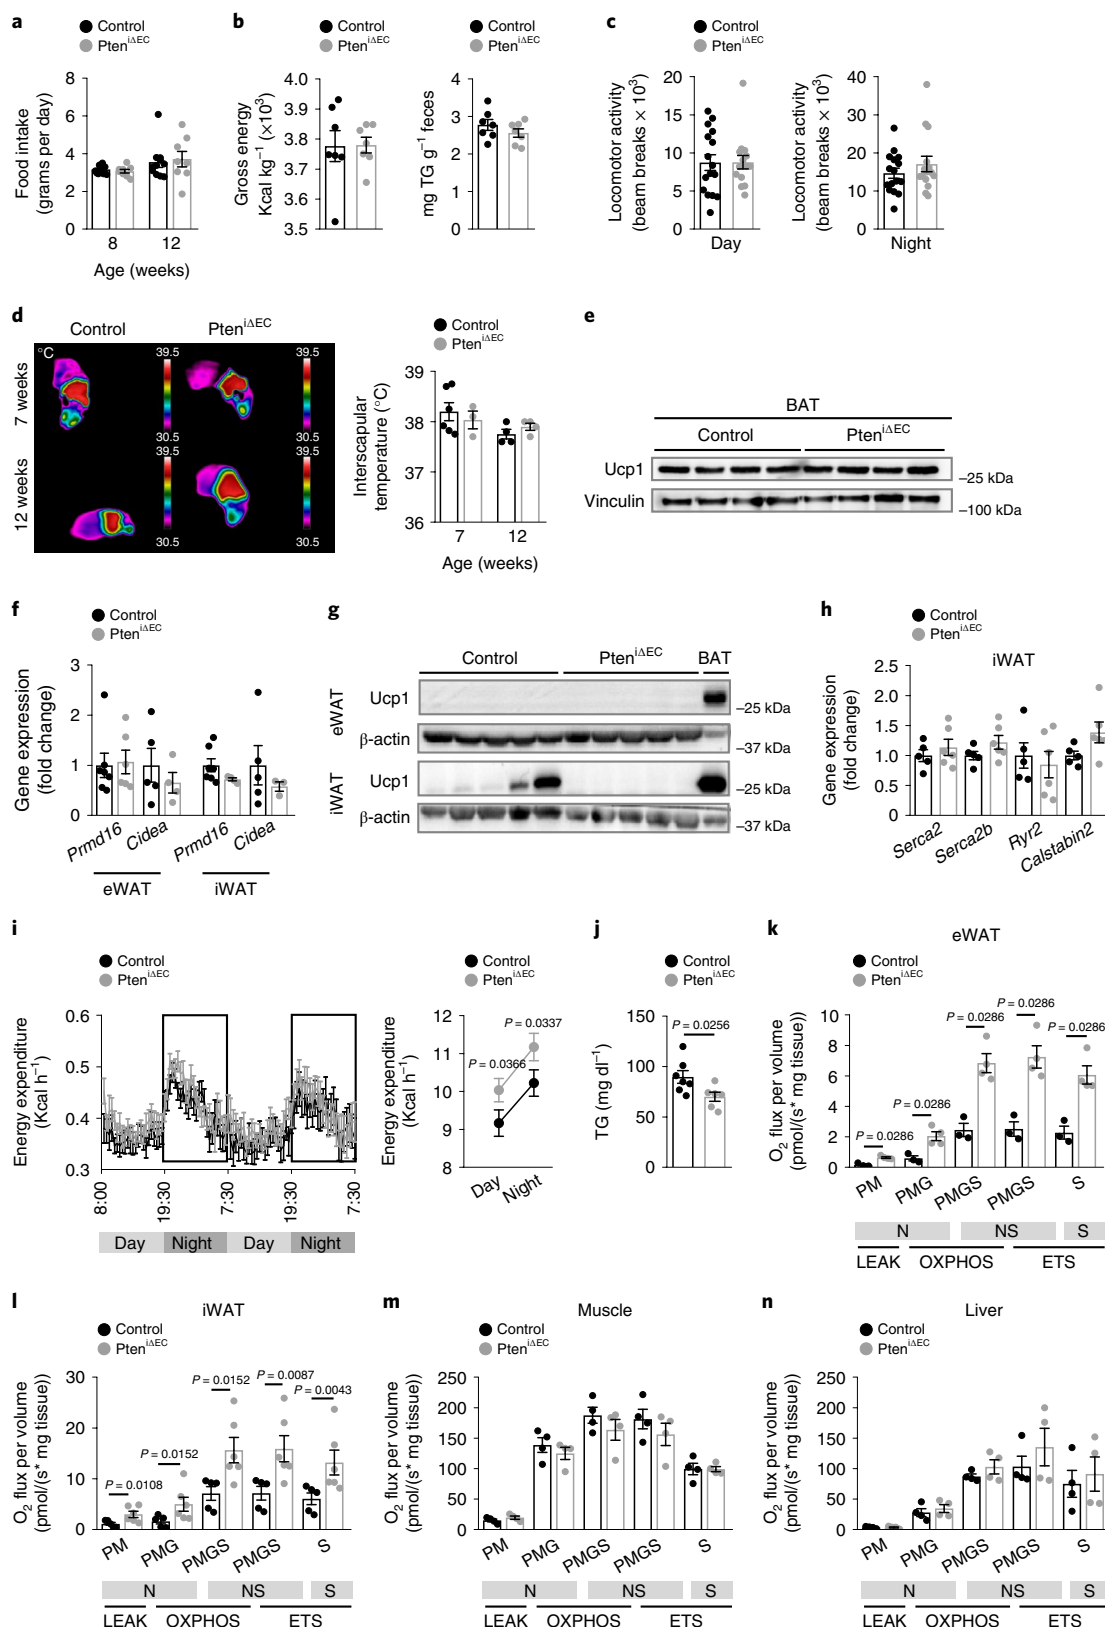 a
Control
Pten^iΔEC
Food intake
(grams per day)
8
6
4
2
0
8 12
Age (weeks)
b
Control
Pten^iΔEC
Gross energy
Kcal kg−1 (×10^3)
4.0
3.9
3.8
3.7
3.6
3.5
Control
Pten^iΔEC
mg TG g−1 feces
4
3
2
1
0
c
Control
Pten^iΔEC
Locomotor activity
(beam breaks × 10^3)
20
15
10
5
0
Day
Locomotor activity
(beam breaks × 10^3)
40
30
20
10
0
Night
d
Control Pten^iΔEC
°C
39.5 39.5
7 weeks
30.5 30.5
39.5 39.5
12 weeks
30.5 30.5
Control
Pten^iΔEC
Interscapular
temperature (°C)
39
38
37
36
7 12
Age (weeks)
e
BAT
Control Pten^iΔEC
Ucp1
–25 kDa
Vinculin
–100 kDa
f
Control
Pten^iΔEC
Gene expression
(fold change)
3
2
1
0
Prmd16 Cidea Prmd16 Cidea
eWAT iWAT
g
Control Pten^iΔEC BAT
eWAT
Ucp1
–25 kDa
β-actin
–37 kDa
iWAT
Ucp1
–25 kDa
β-actin
–37 kDa
h
Control
Pten^iΔEC
iWAT
Gene expression
(fold change)
2.5
2.0
1.5
1.0
0.5
0
Serca2 Serca2b Ryr2 Calstabin2
i
Control
Pten^iΔEC
Energy expenditure
(Kcal h−1)
0.6
0.5
0.4
0.3
8:00 19:30 7:30 19:30 7:30
Day Night Day Night
Control
Pten^iΔEC
Energy expenditure
(Kcal h−1)
12
11
10
9
8
P = 0.0337
P = 0.0366
Day Night
j
Control
Pten^iΔEC
TG (mg dl−1)
150
100
50
0
P = 0.0256
k
eWAT
Control
Pten^iΔEC
O2 flux per volume
(pmol/(s* mg tissue))
10
8
6
4
2
0
P = 0.0286
P = 0.0286
P = 0.0286
P = 0.0286
P = 0.0286
PM PMG PMGS PMGS S
N NS S
LEAK OXPHOS ETS
l
iWAT
Control
Pten^iΔEC
O2 flux per volume
(pmol/(s* mg tissue))
30
20
10
0
P = 0.0108
P = 0.0152
P = 0.0152
P = 0.0087
P = 0.0043
PM PMG PMGS PMGS S
N NS S
LEAK OXPHOS ETS
m
Muscle
Control
Pten^iΔEC
O2 flux per volume
(pmol/(s* mg tissue))
250
200
150
100
50
0
PM PMG PMGS PMGS S
N NS S
LEAK OXPHOS ETS
n
Liver
Control
Pten^iΔEC
O2 flux per volume
(pmol/(s* mg tissue))
250
200
150
100
50
0
PM PMG PMGS PMGS S
N NS S
LEAK OXPHOS ETS